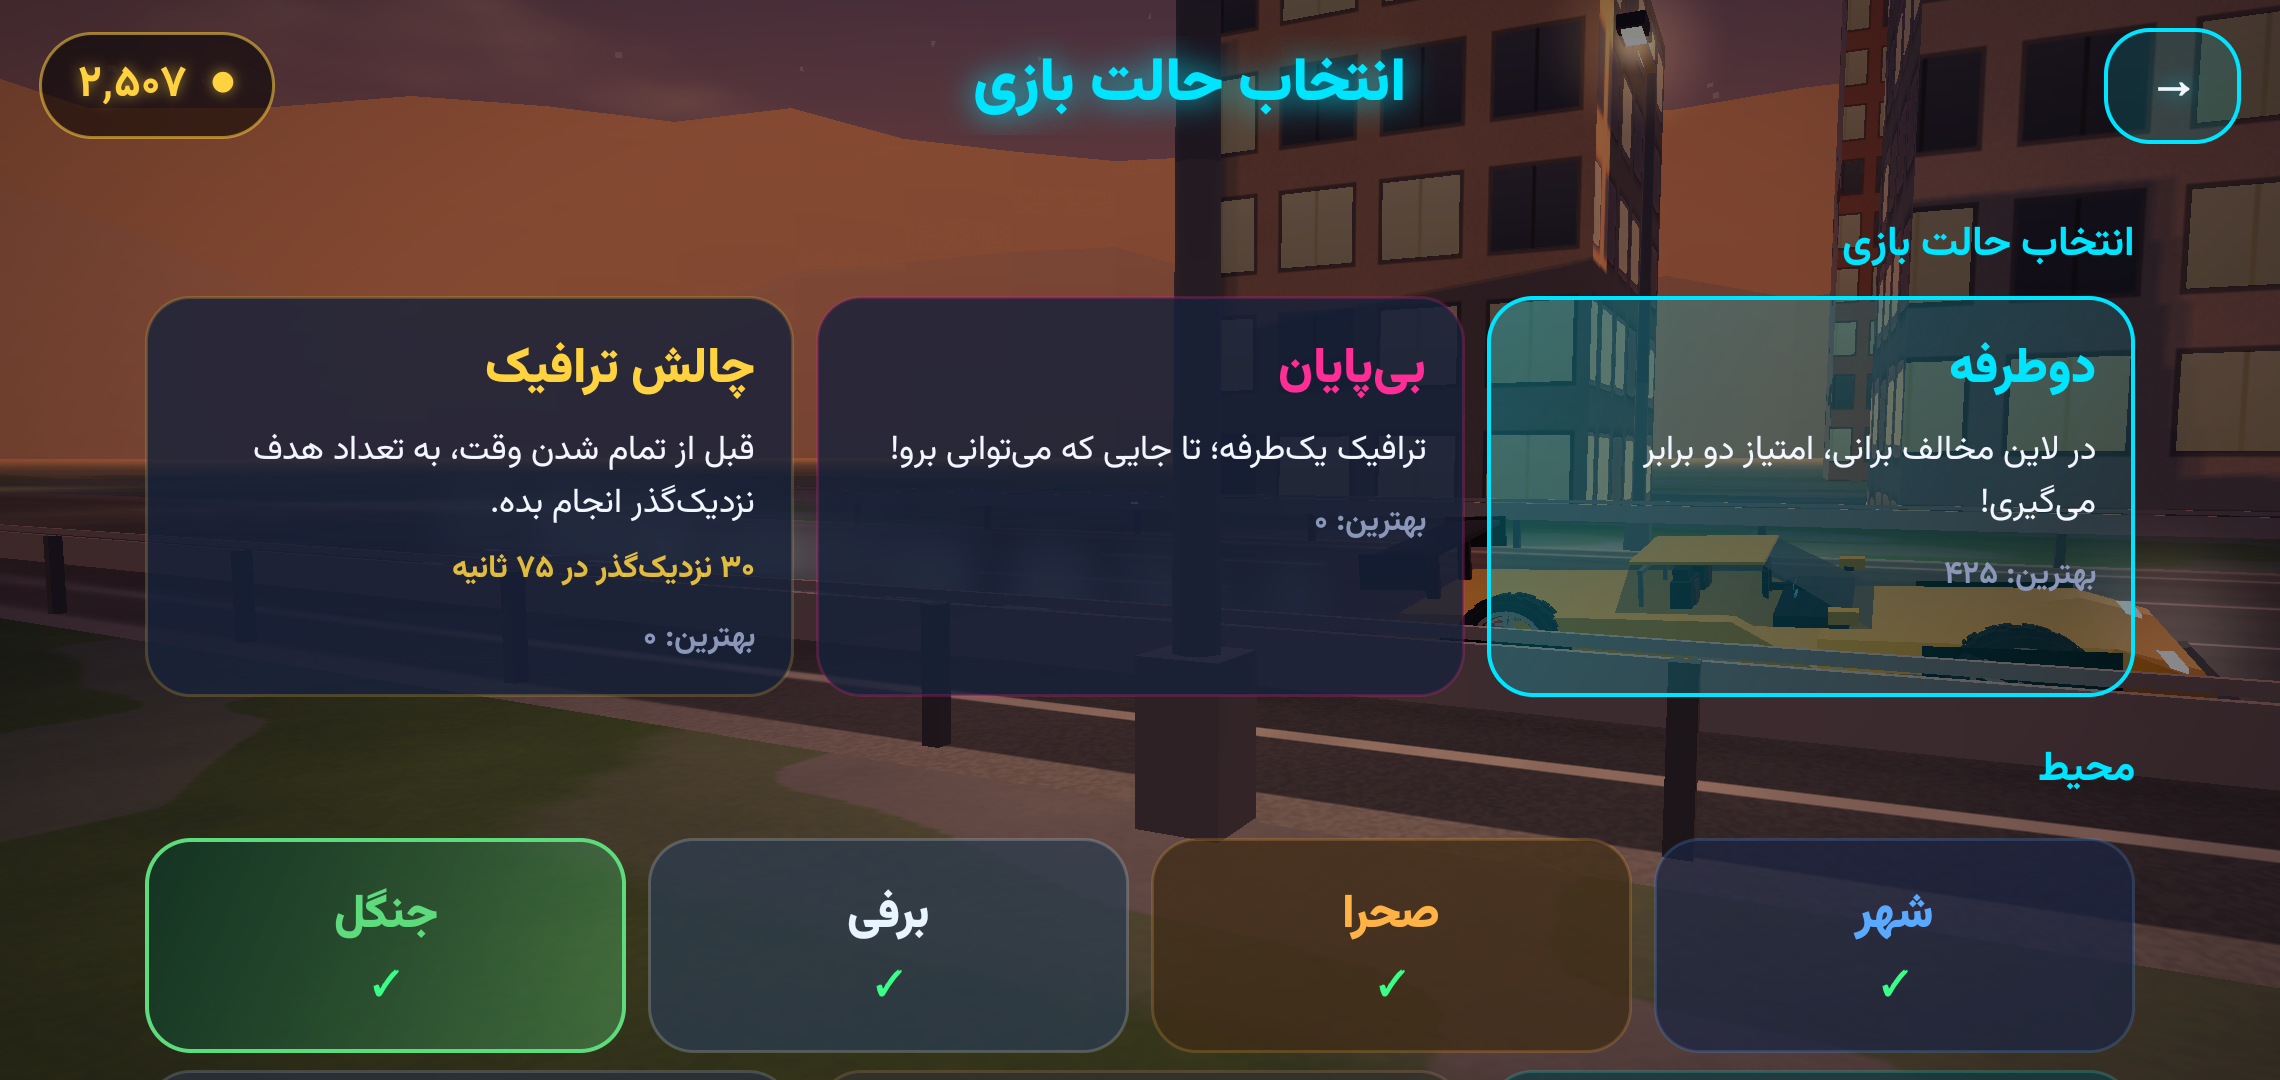 انتخاب حالت بازی
→
۲,۵۰۷
انتخاب حالت بازی
دوطرفه
در لاین مخالف برانی، امتیاز دو برابر
می‌گیری!
بهترین: ۴۲۵
بی‌پایان
ترافیک یک‌طرفه؛ تا جایی که می‌توانی برو!
بهترین: ۰
چالش ترافیک
قبل از تمام شدن وقت، به تعداد هدف
نزدیک‌گذر انجام بده.
۳۰ نزدیک‌گذر در ۷۵ ثانیه
بهترین: ۰
محیط
شهر
✓
صحرا
✓
برفی
✓
جنگل
✓